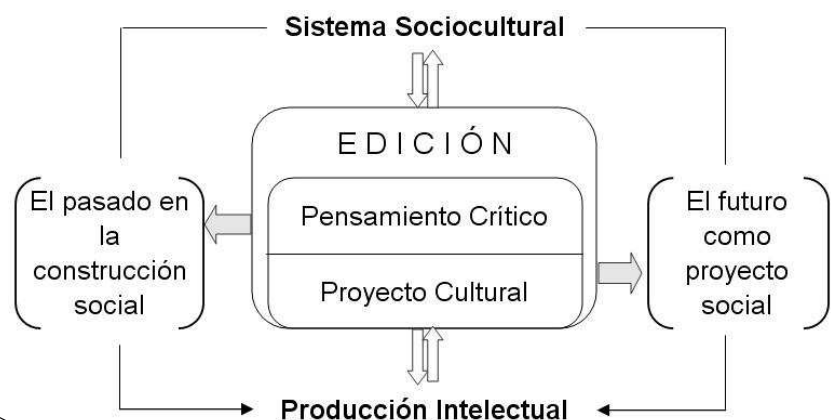 Sistema Sociocultural
EDICIÓN
Pensamiento Crítico
Proyecto Cultural
El pasado en
la
construcción
social
El futuro
como
proyecto
social
Producción Intelectual